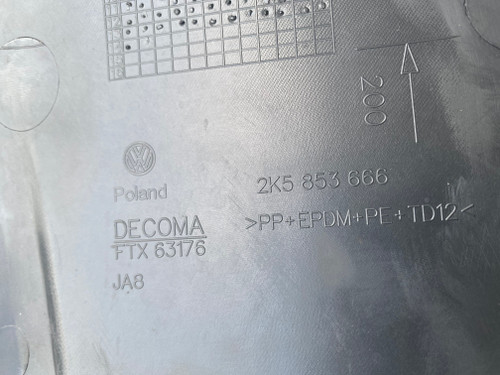 200
Poland
2K5 853 666
DECOMA
>PP+EPDM+PE+TD12<
FTX 63176
JA8